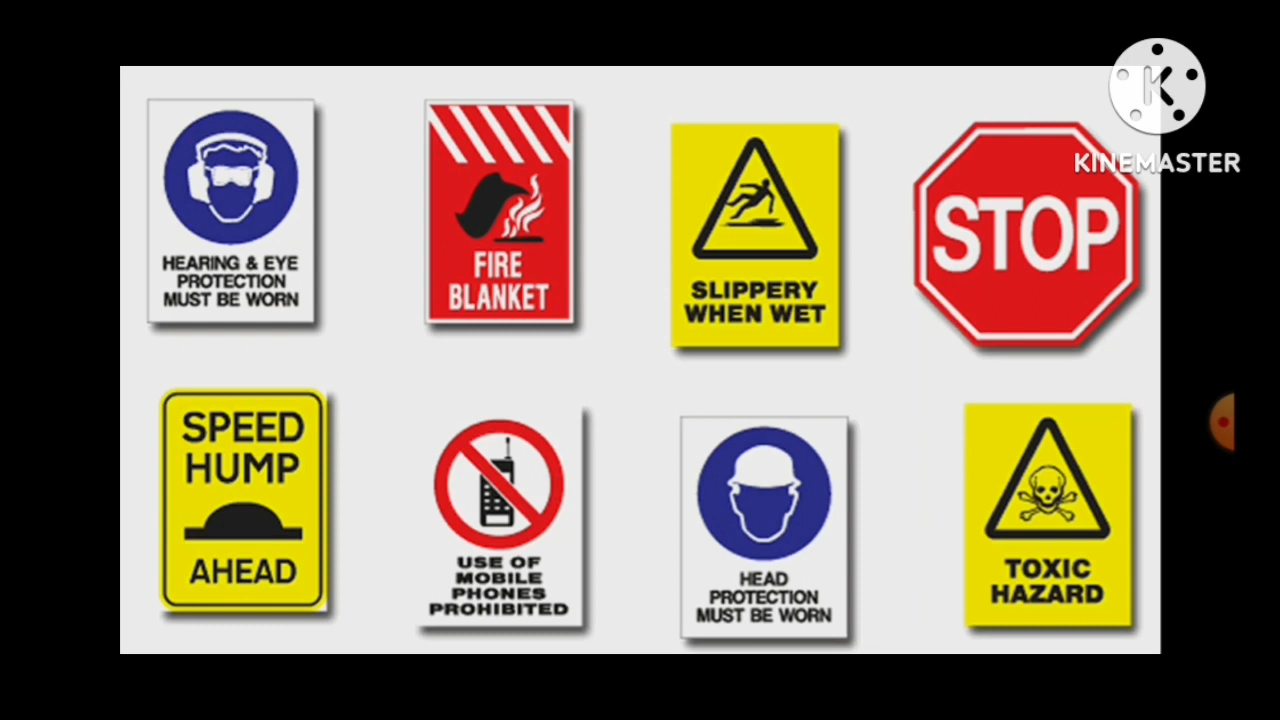 HEARING & EYE
PROTECTION
MUST BE WORN
FIRE
BLANKET
SLIPPERY
WHEN WET
STOP
K
KINEMASTER
SPEED
HUMP
AHEAD
USE OF
MOBILE
PHONES
PROHIBITED
HEAD
PROTECTION
MUST BE WORN
TOXIC
HAZARD